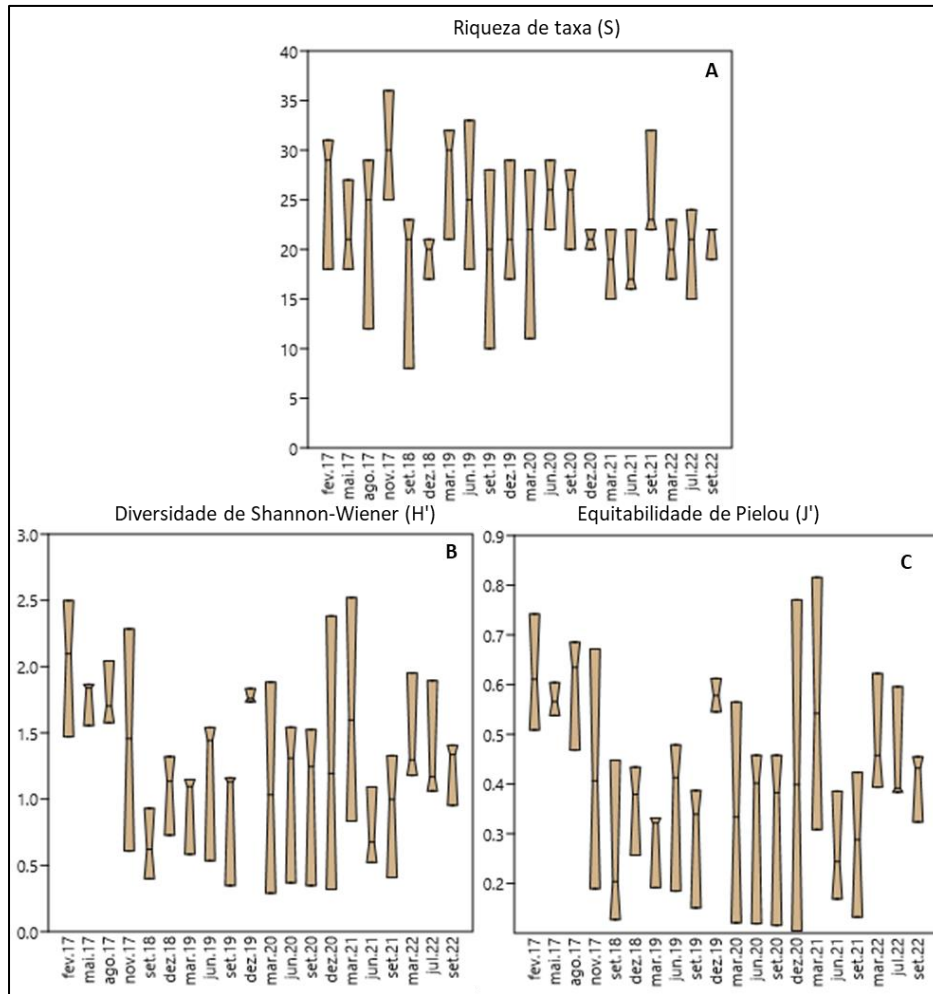 Riqueza de taxa (S)
A
40
35
30
25
20
15
10
5
0
fev.17
mai.17
ago.17
nov.17
set.18
dez.18
mar.19
jun.19
set.19
dez.19
mar.20
jun.20
set.20
dez.20
mar.21
jun.21
set.21
mar.22
jul.22
set.22
Diversidade de Shannon-Wiener (H')
B
3.0
2.5
2.0
1.5
1.0
0.5
0.0
fev.17
mai.17
ago.17
nov.17
set.18
dez.18
mar.19
jun.19
set.19
dez.19
mar.20
jun.20
set.20
dez.20
mar.21
jun.21
set.21
mar.22
jul.22
set.22
Equitabilidade de Pielou (J')
C
0.9
0.8
0.7
0.6
0.5
0.4
0.3
0.2
fev.17
mai.17
ago.17
nov.17
set.18
dez.18
mar.19
jun.19
set.19
dez.19
mar.20
jun.20
set.20
dez.20
mar.21
jun.21
set.21
mar.22
jul.22
set.22